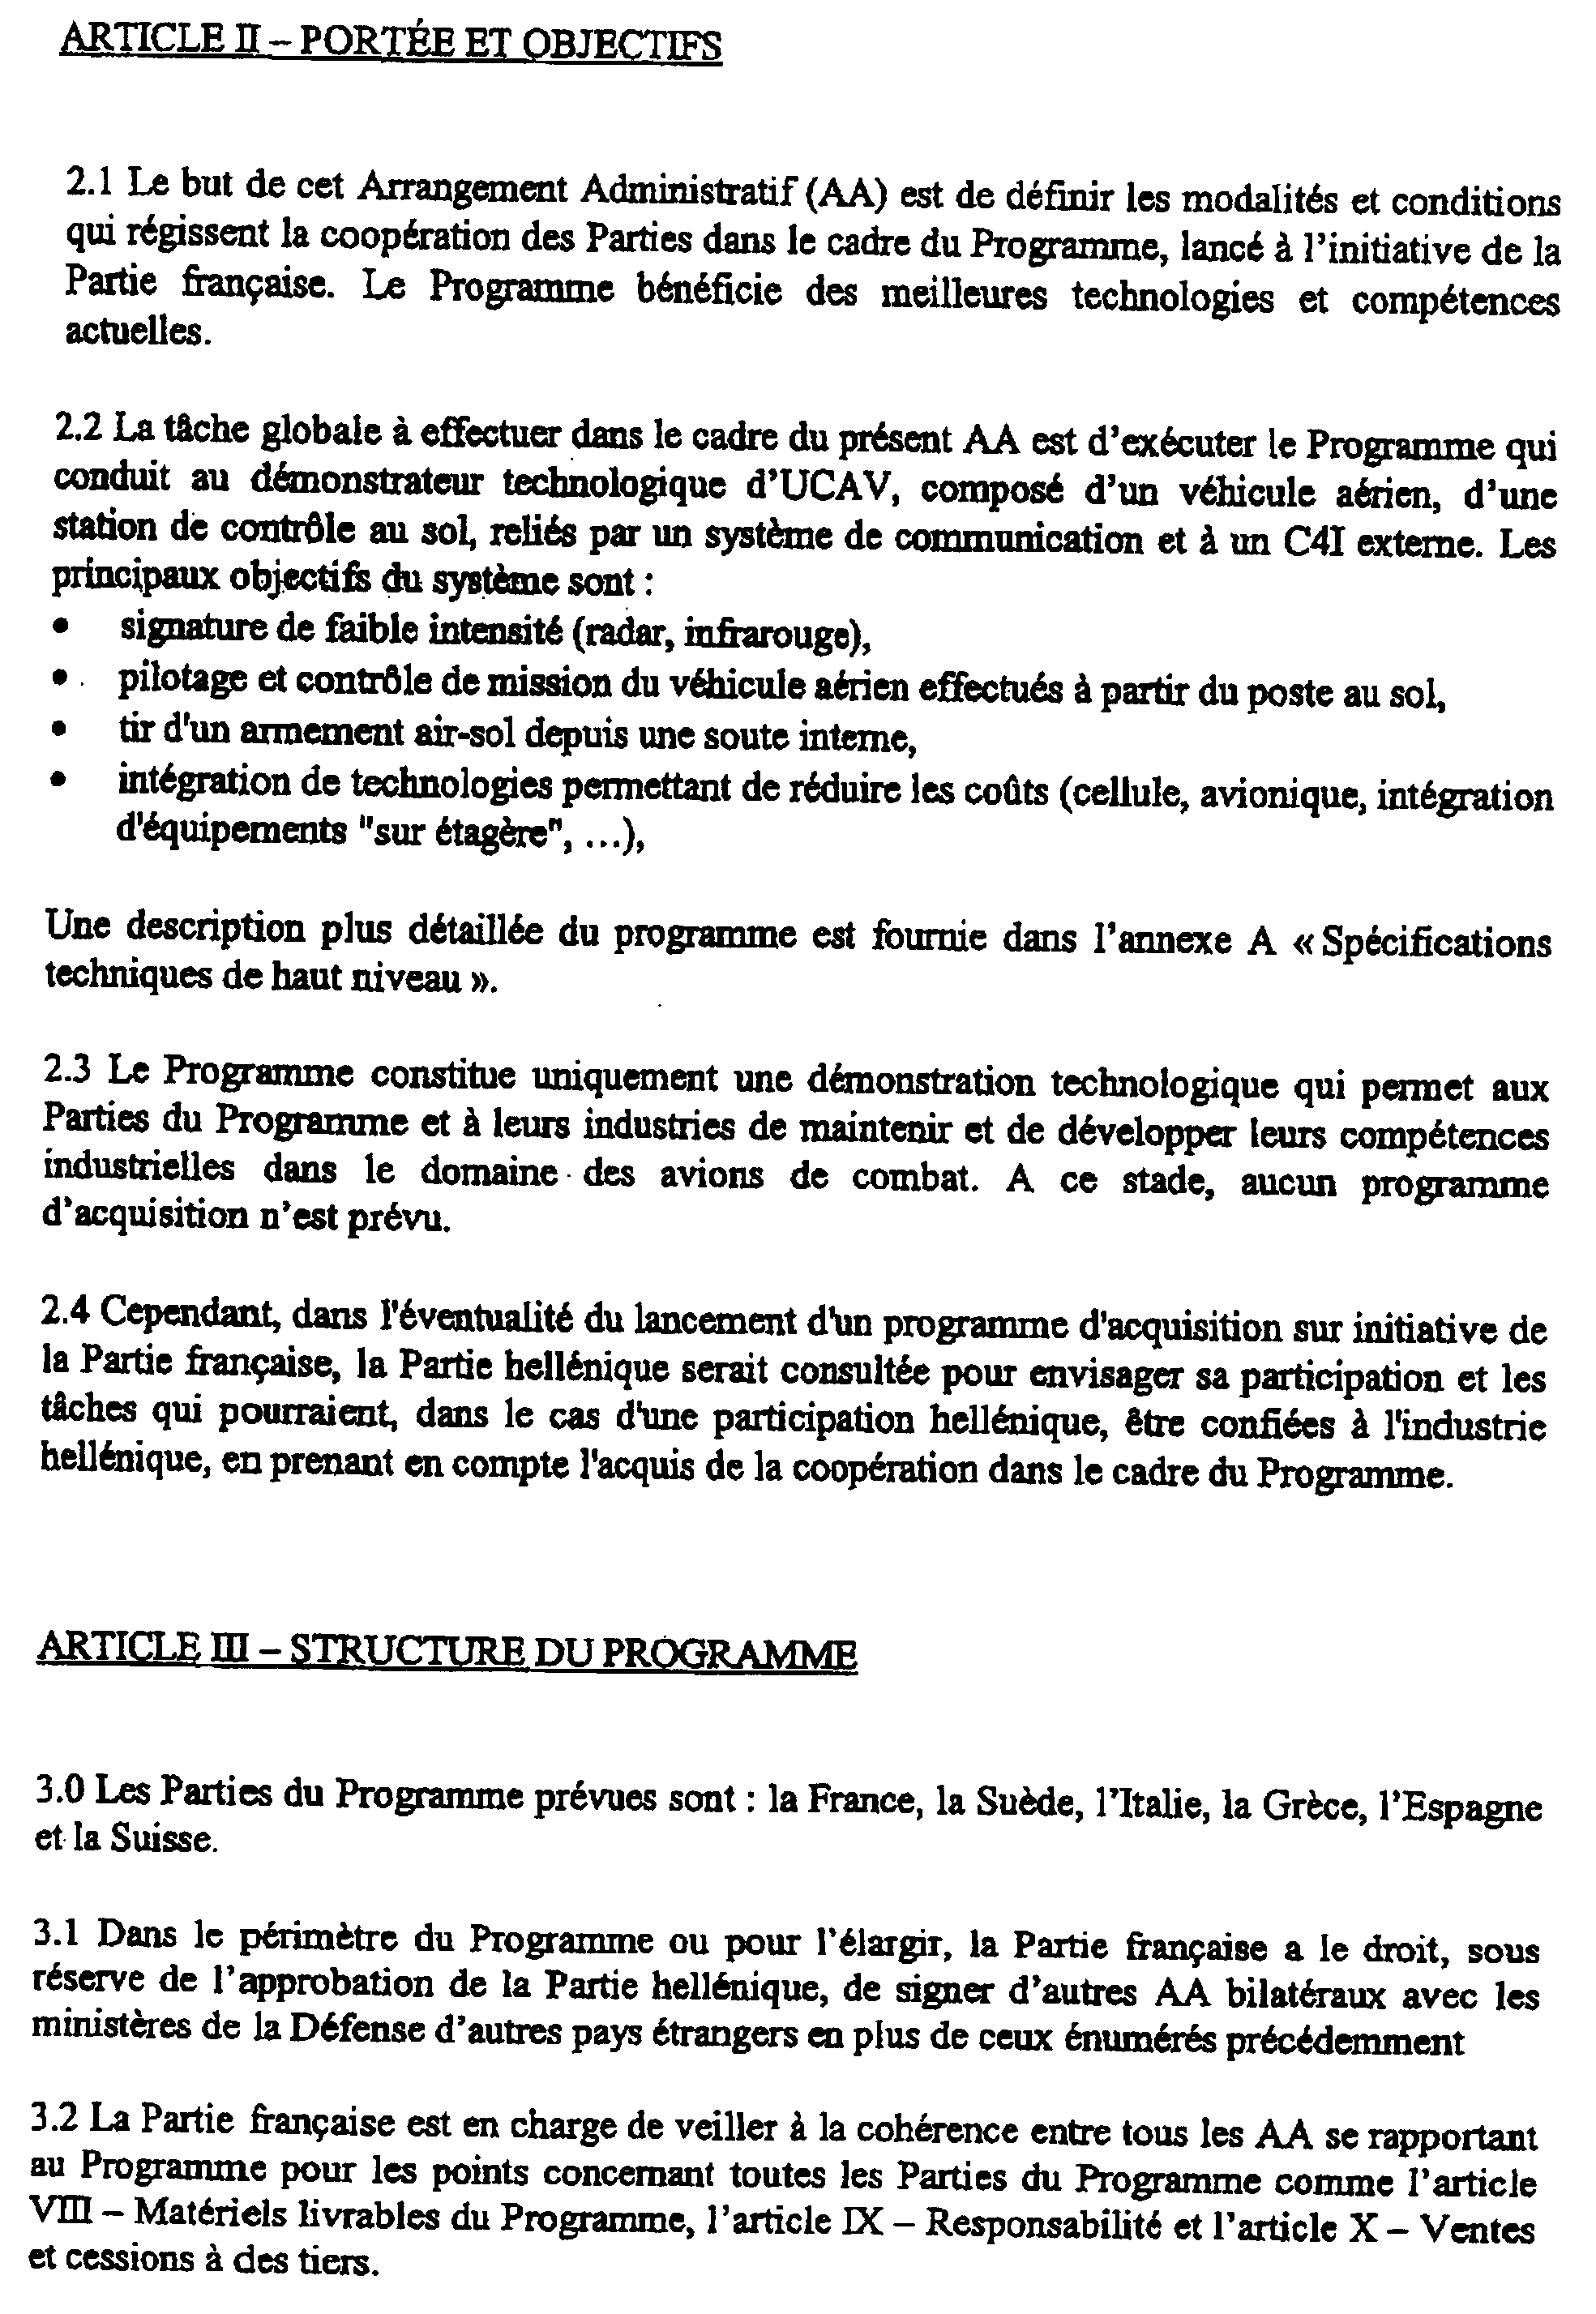 ARTICLE II – PORTÉE ET OBJECTIFS
2.1 Le but de cet Arrangement Administratif (AA) est de définir les modalités et conditions
qui régissent la coopération des Parties dans le cadre du Programme, lancé à l’initiative de la
Partie française. Le Programme bénéficie des meilleures technologies et compétences
actuelles.
2.2 La tâche globale à effectuer dans le cadre du présent AA est d’exécuter le Programme qui
conduit au démonstrateur technologique d’UCAV, composé d’un véhicule aérien, d’une
station de contrôle au sol, reliés par un système de communication et à un C4I externe. Les
principaux objectifs du système sont :
• signature de faible intensité (radar, infrarouge),
• pilotage et contrôle de mission du véhicule aérien effectués à partir du poste au sol,
• tir d'un armement air-sol depuis une soute interne,
• intégration de technologies permettant de réduire les coûts (cellule, avionique, intégration
d'équipements "sur étagère", …),
Une description plus détaillée du programme est fournie dans l’annexe A « Spécifications
techniques de haut niveau ».
2.3 Le Programme constitue uniquement une démonstration technologique qui permet aux
Parties du Programme et à leurs industries de maintenir et de développer leurs compétences
industrielles dans le domaine des avions de combat. A ce stade, aucun programme
d’acquisition n’est prévu.
2.4 Cependant, dans l'éventualité du lancement d'un programme d'acquisition sur initiative de
la Partie française, la Partie hellénique serait consultée pour envisager sa participation et les
tâches qui pourraient, dans le cas d'une participation hellénique, être confiées à l'industrie
hellénique, en prenant en compte l'acquis de la coopération dans le cadre du Programme.
ARTICLE III – STRUCTURE DU PROGRAMME
3.0 Les Parties du Programme prévues sont : la France, la Suède, l’Italie, la Grèce, l’Espagne
et la Suisse.
3.1 Dans le périmètre du Programme ou pour l’élargir, la Partie française a le droit, sous
réserve de l’approbation de la Partie hellénique, de signer d’autres AA bilatéraux avec les
ministères de la Défense d’autres pays étrangers en plus de ceux énumérés précédemment
3.2 La Partie française est en charge de veiller à la cohérence entre tous les AA se rapportant
au Programme pour les points concernant toutes les Parties du Programme comme l’article
VIII – Matériels livrables du Programme, l’article IX – Responsabilité et l’article X – Ventes
et cessions à des tiers.